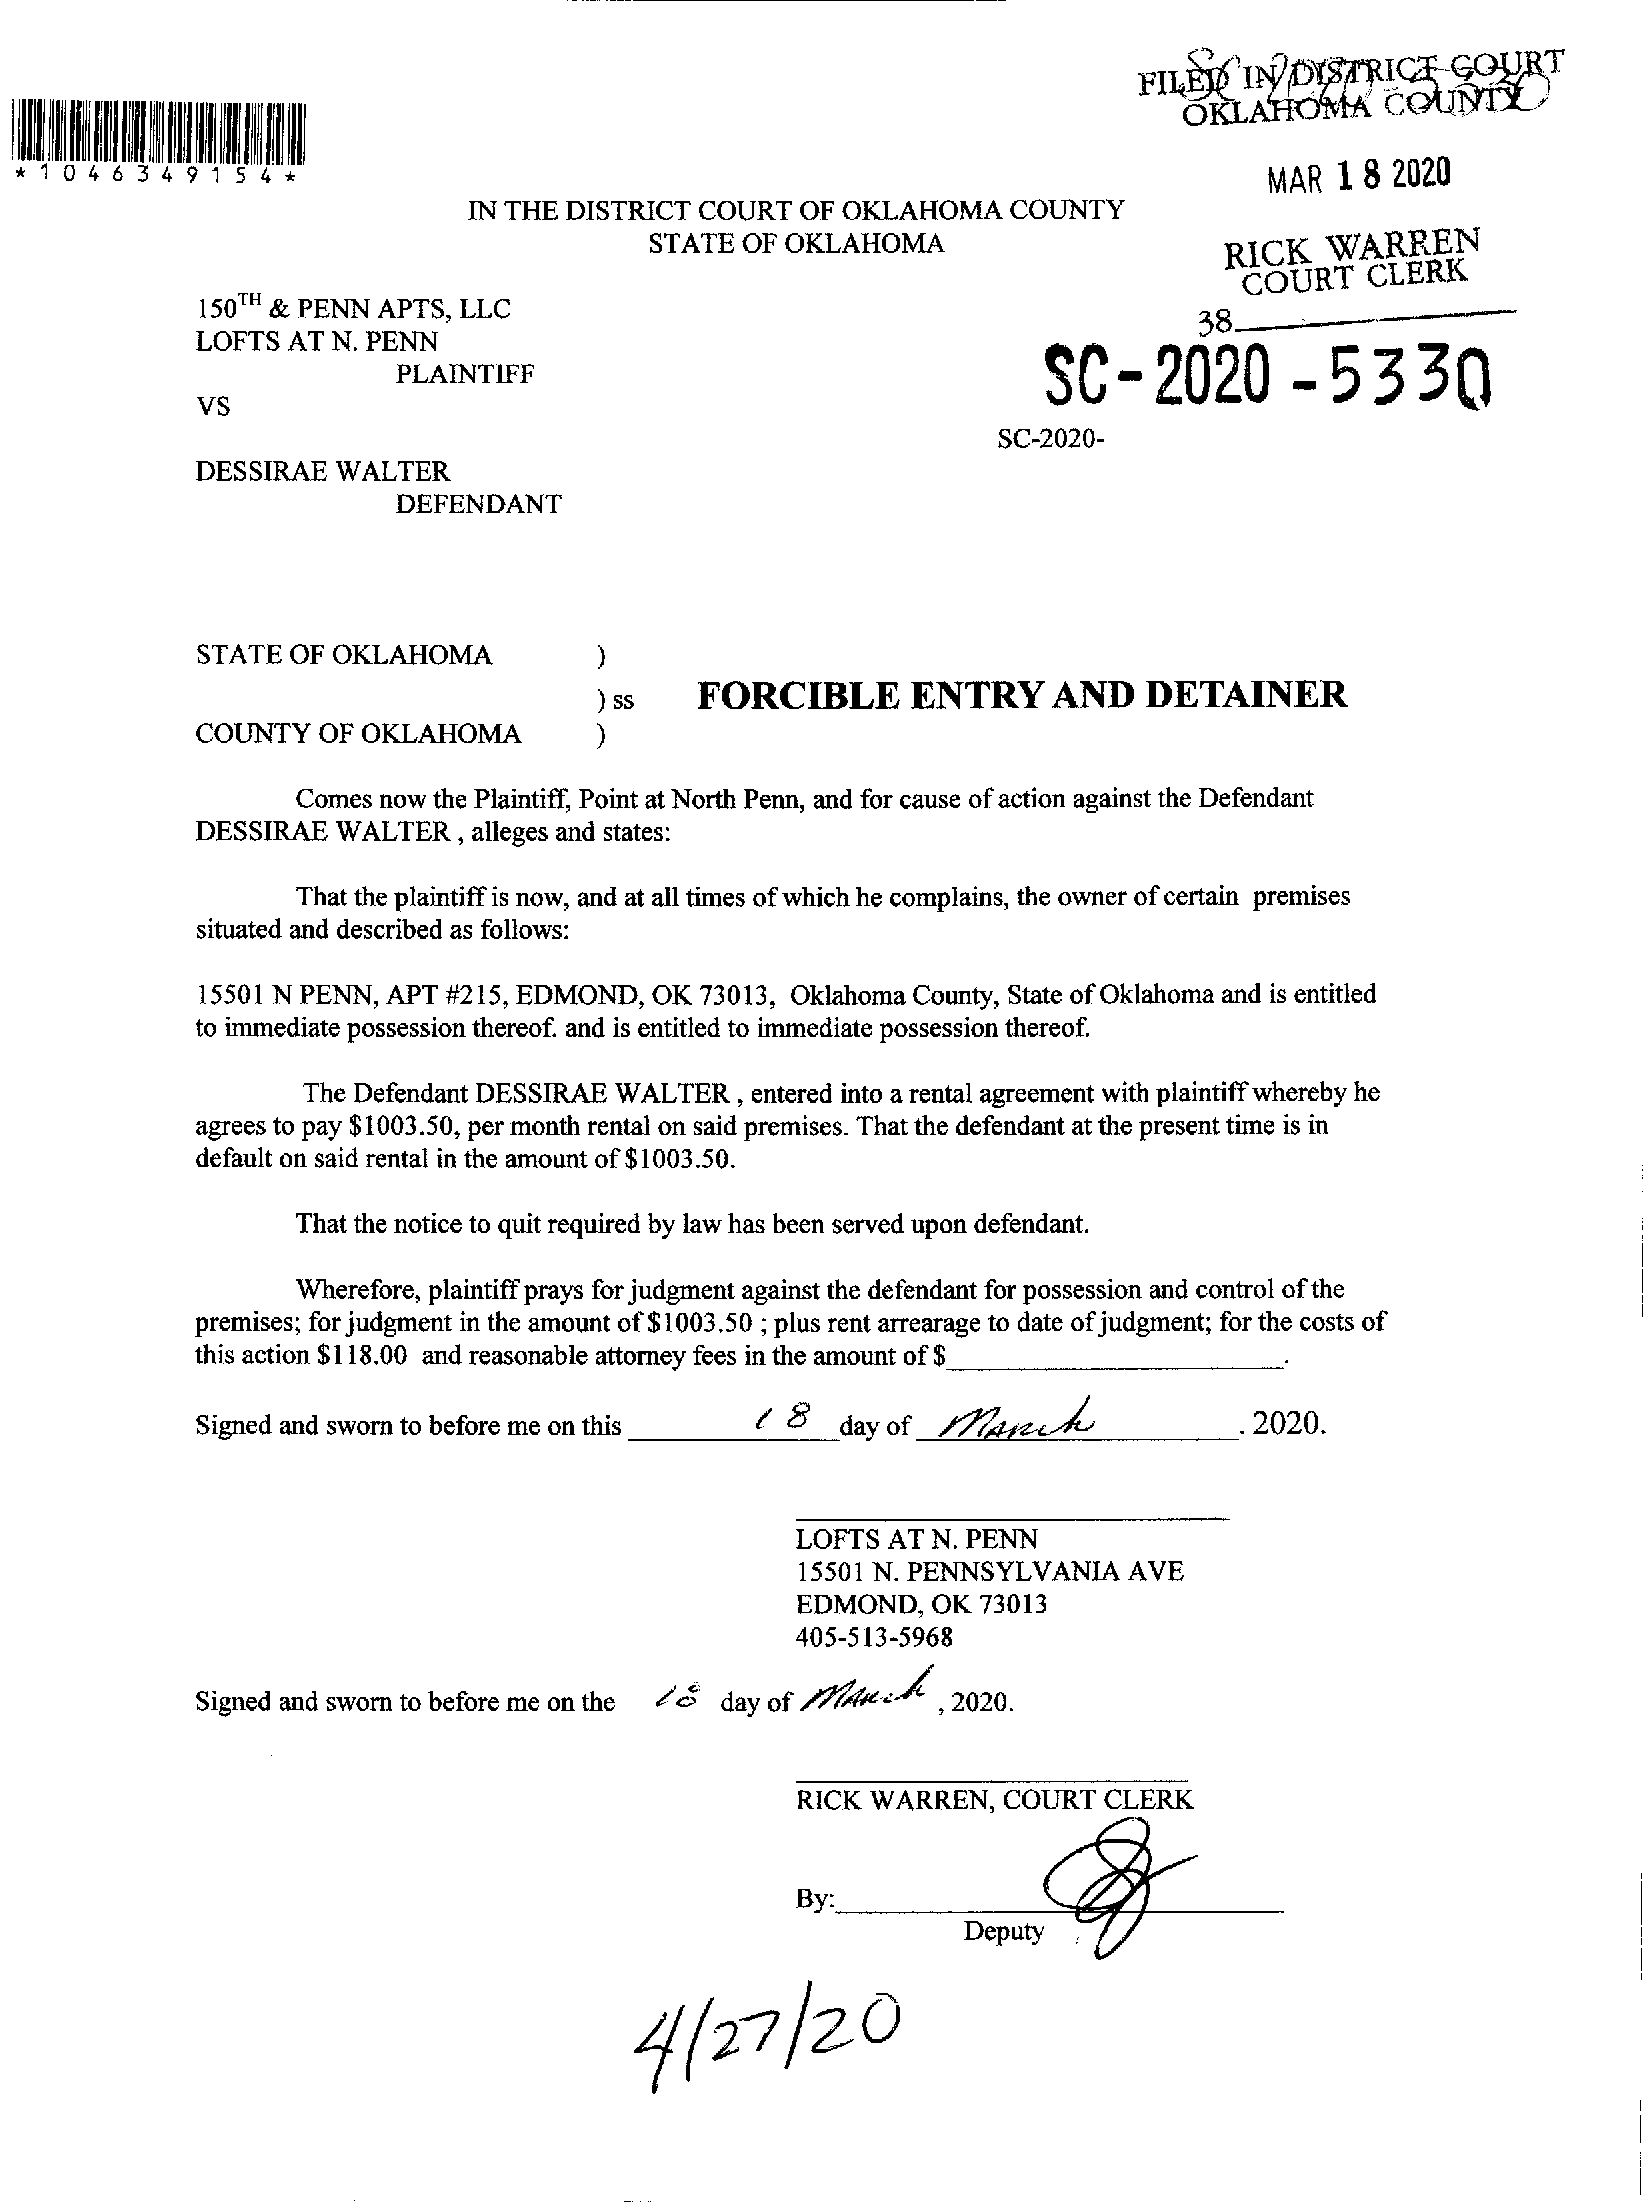 FILED IN DISTRICT COURT
OKLAHOMA COUNTY
*1046349154*
MAR 18 2020
IN THE DISTRICT COURT OF OKLAHOMA COUNTY
STATE OF OKLAHOMA
RICK WARREN
COURT CLERK
150TH & PENN APTS, LLC
38
LOFTS AT N. PENN
PLAINTIFF
SC-2020-5330
VS
SC-2020-
DESSIRAE WALTER
DEFENDANT
STATE OF OKLAHOMA )
) ss FORCIBLE ENTRY AND DETAINER
COUNTY OF OKLAHOMA )
Comes now the Plaintiff, Point at North Penn, and for cause of action against the Defendant
DESSIRAE WALTER , alleges and states:
That the plaintiff is now, and at all times of which he complains, the owner of certain premises
situated and described as follows:
15501 N PENN, APT #215, EDMOND, OK 73013, Oklahoma County, State of Oklahoma and is entitled
to immediate possession thereof. and is entitled to immediate possession thereof.
The Defendant DESSIRAE WALTER , entered into a rental agreement with plaintiff whereby he
agrees to pay $1003.50, per month rental on said premises. That the defendant at the present time is in
default on said rental in the amount of $1003.50.
That the notice to quit required by law has been served upon defendant.
Wherefore, plaintiff prays for judgment against the defendant for possession and control of the
premises; for judgment in the amount of $1003.50 ; plus rent arrearage to date of judgment; for the costs of
this action $118.00 and reasonable attorney fees in the amount of $ .
Signed and sworn to before me on this 18 day of March . 2020.
LOFTS AT N. PENN
15501 N. PENNSYLVANIA AVE
EDMOND, OK 73013
405-513-5968
Signed and sworn to before me on the 18 day of March , 2020.
RICK WARREN, COURT CLERK
By:
Deputy
4/27/20